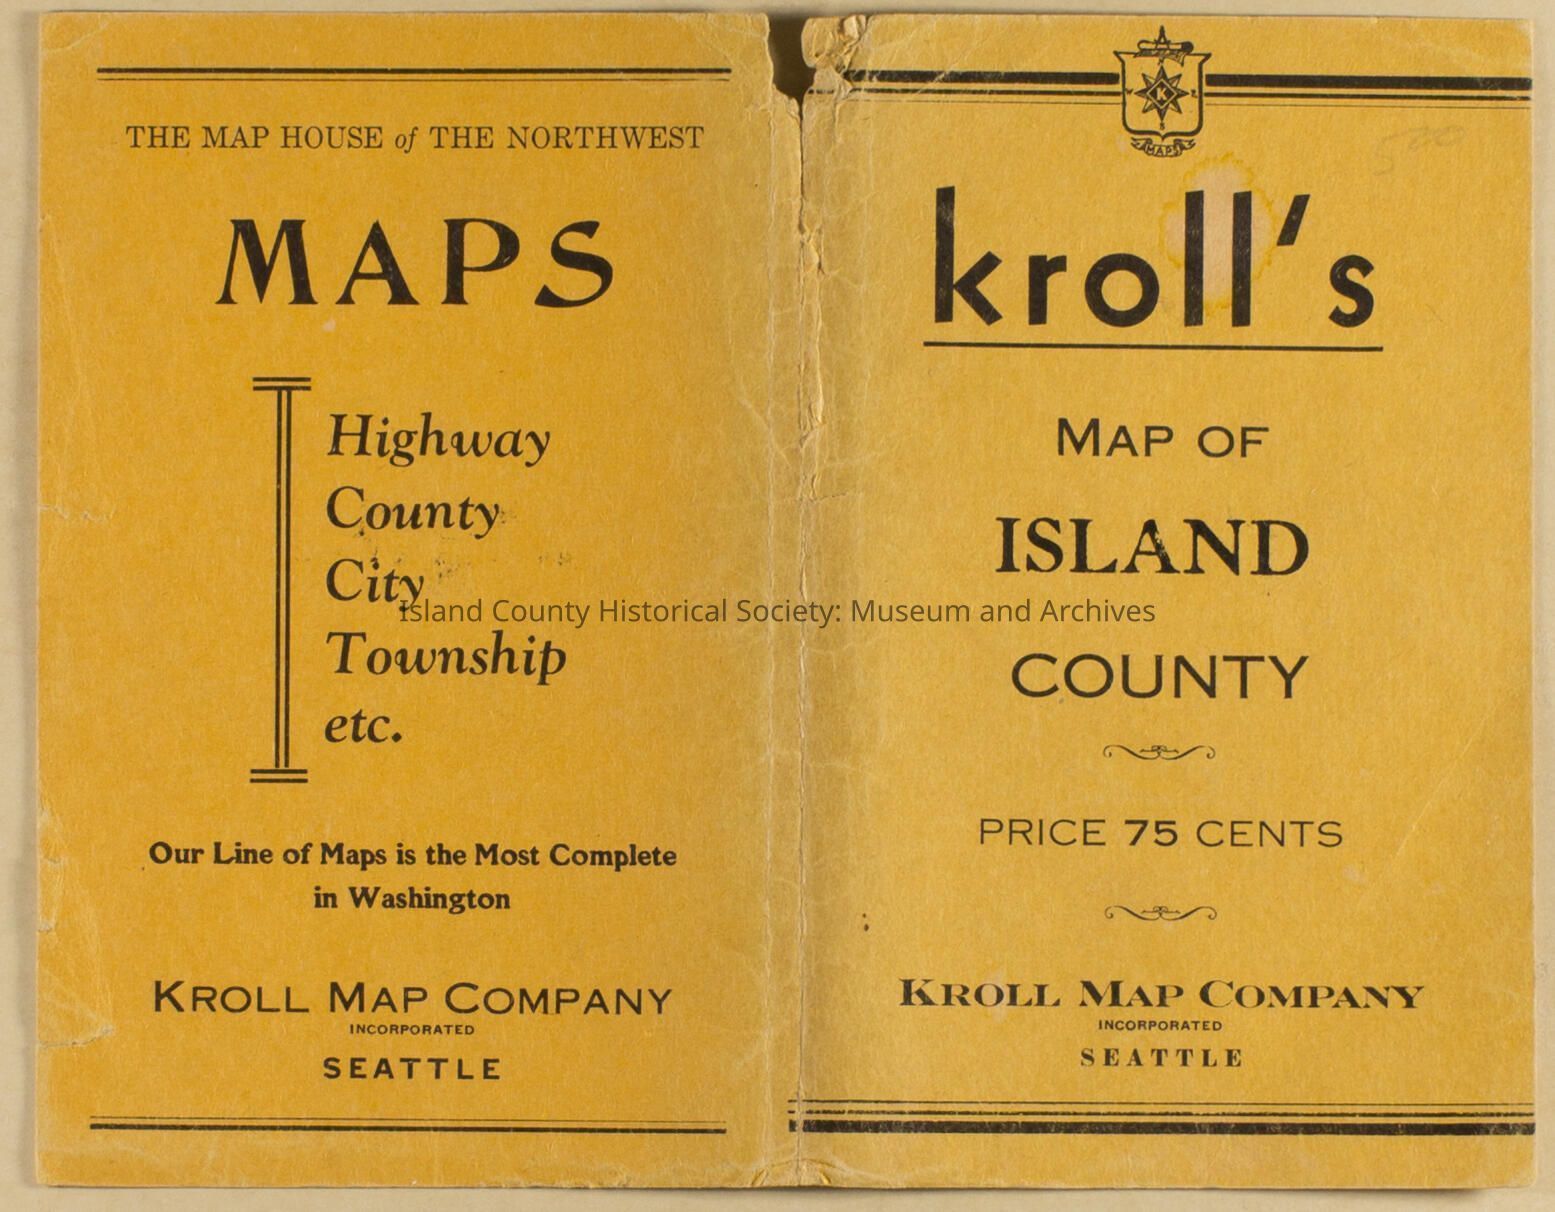 THE MAP HOUSE of THE NORTHWEST
MAPS
Highway
County
City
Township
etc.
Our Line of Maps is the Most Complete
in Washington
KROLL MAP COMPANY
INCORPORATED
SEATTLE
K
MAPS
kroll's
MAP OF
ISLAND
COUNTY
PRICE 75 CENTS
KROLL MAP COMPANY
INCORPORATED
SEATTLE
Island County Historical Society: Museum and Archives